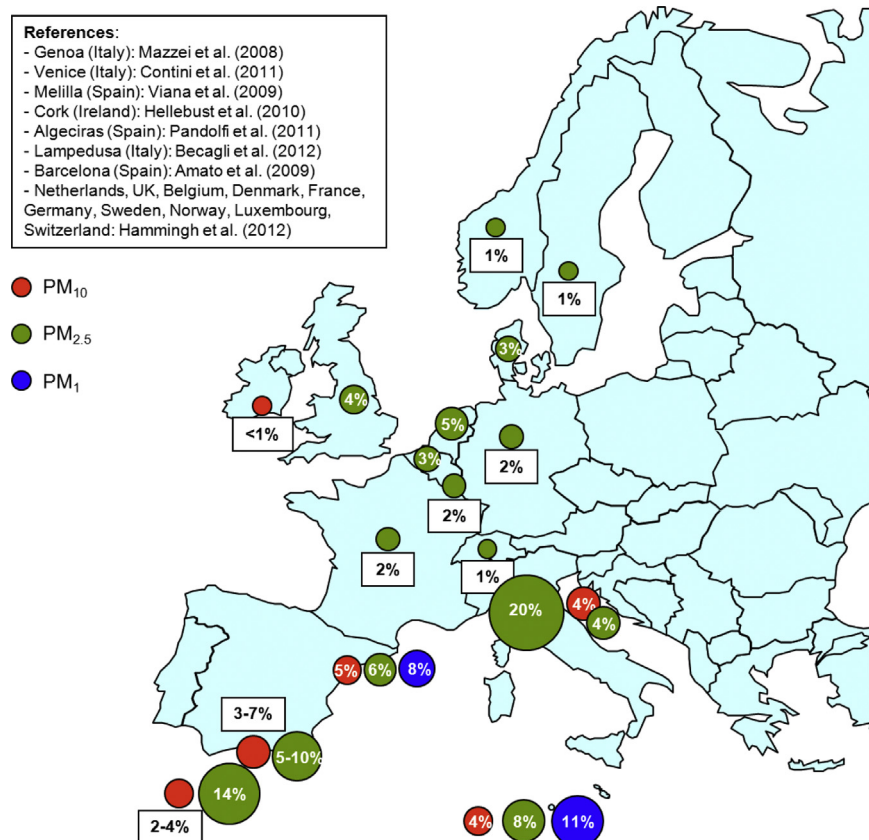 References:
- Genoa (Italy): Mazzei et al. (2008)
- Venice (Italy): Contini et al. (2011)
- Melilla (Spain): Viana et al. (2009)
- Cork (Ireland): Hellebust et al. (2010)
- Algeciras (Spain): Pandolfi et al. (2011)
- Lampedusa (Italy): Becagli et al. (2012)
- Barcelona (Spain): Amato et al. (2009)
- Netherlands, UK, Belgium, Denmark, France,
Germany, Sweden, Norway, Luxembourg,
Switzerland: Hammingh et al. (2012)
PM10
PM2.5
PM1
1%
1%
3%
4%
<1%
5%
3%
2%
2%
2%
1%
20%
4%
4%
5% 6% 8%
3-7%
5-10%
14%
2-4%
4% 8% 11%